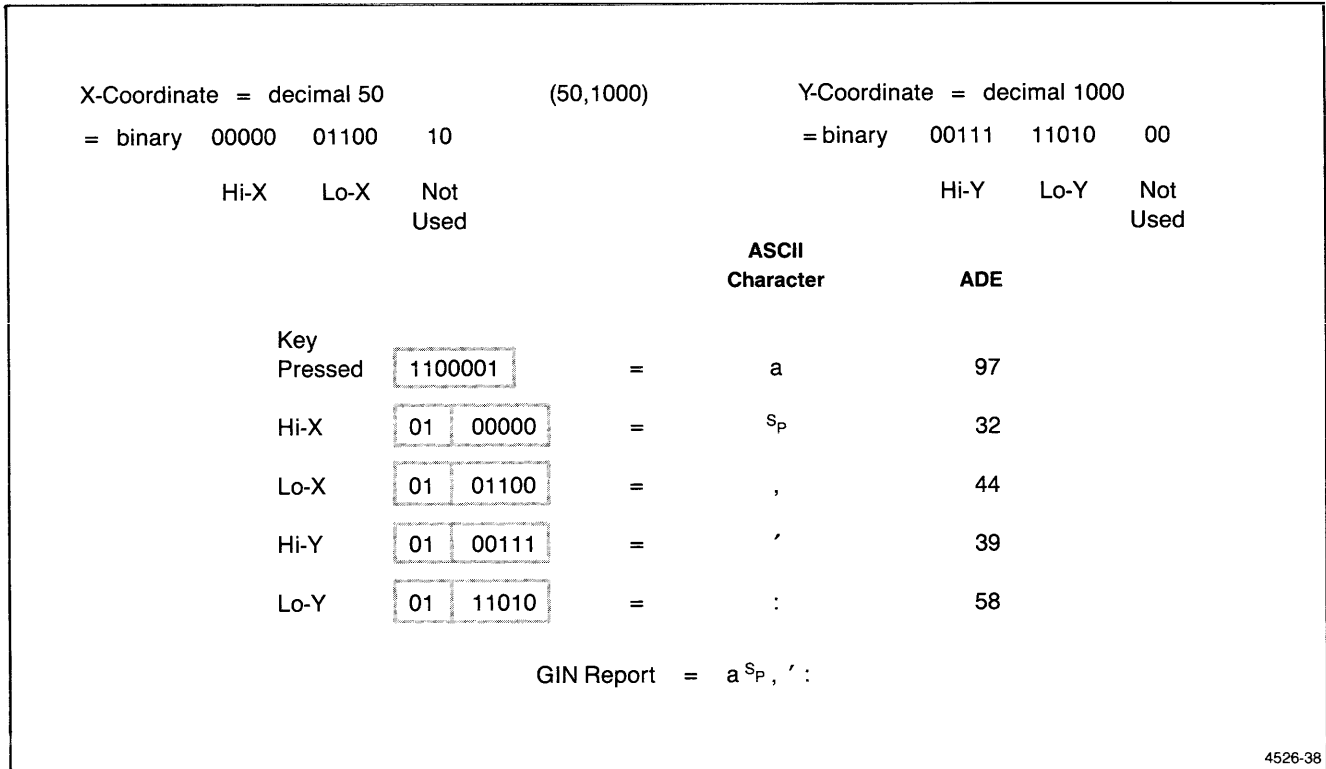 X-Coordinate = decimal 50 (50,1000) Y-Coordinate = decimal 1000
= binary 00000 01100 10 = binary 00111 11010 00
Hi-X Lo-X Not Hi-Y Lo-Y Not
Used Used
ASCII
Character ADE
Key
Pressed 1100001 = a 97
Hi-X 01 00000 = SP 32
Lo-X 01 01100 = , 44
Hi-Y 01 00111 = ′ 39
Lo-Y 01 11010 = : 58
GIN Report = a SP , ′ :
4526-38